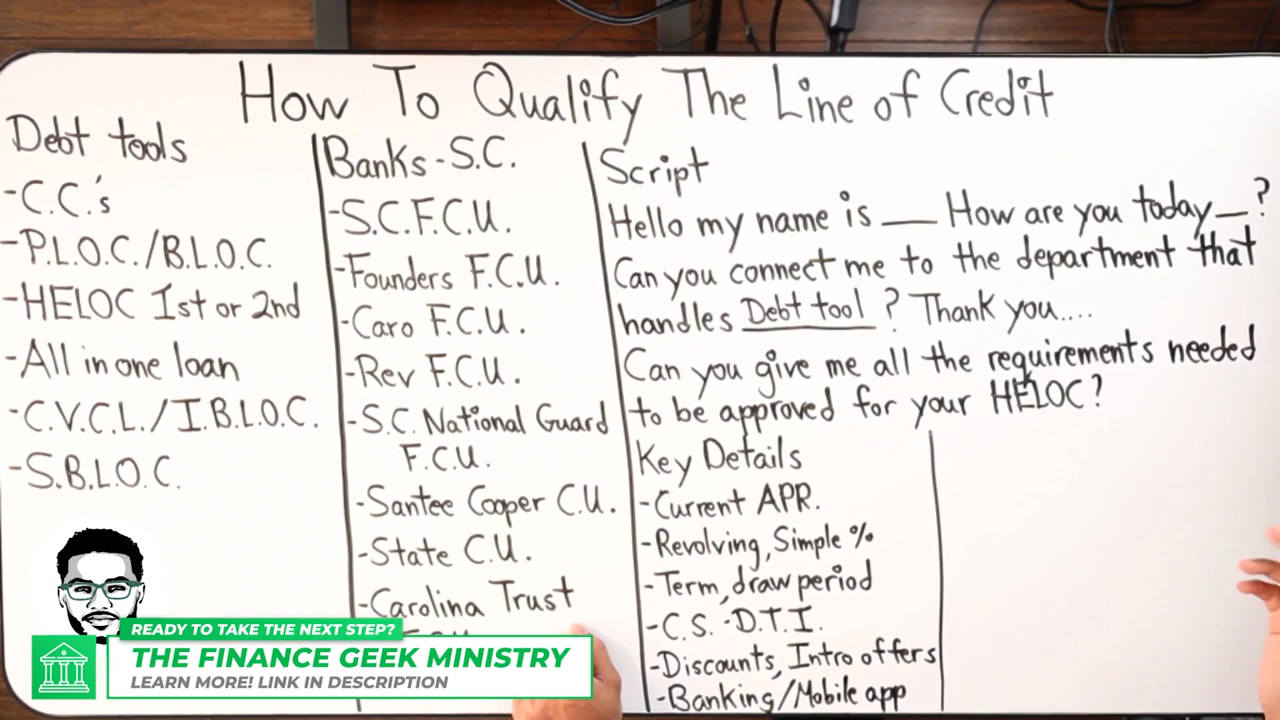 How To Qualify The Line of Credit
Debt tools
-C.C.'s
-P.L.O.C./B.L.O.C.
-HELOC 1st or 2nd
-All in one loan
-C.V.C.L./I.B.L.O.C.
-S.B.L.O.C.
Banks-S.C.
-S.C.F.C.U.
-Founders F.C.U.
-Caro F.C.U.
-Rev F.C.U.
-S.C. National Guard
F.C.U.
-Santee Cooper C.U.
-State C.U.
-Carolina Trust
Script
Hello my name is ___ How are you today_?
Can you connect me to the department that
handles Debt tool ? Thank you....
Can you give me all the requirements needed
to be approved for your HELOC?
Key Details
-Current APR.
-Revolving, Simple %
-Term, draw period
-C.S. -D.T.I.
-Discounts, Intro offers
-Banking/Mobile app
READY TO TAKE THE NEXT STEP?
THE FINANCE GEEK MINISTRY
LEARN MORE! LINK IN DESCRIPTION